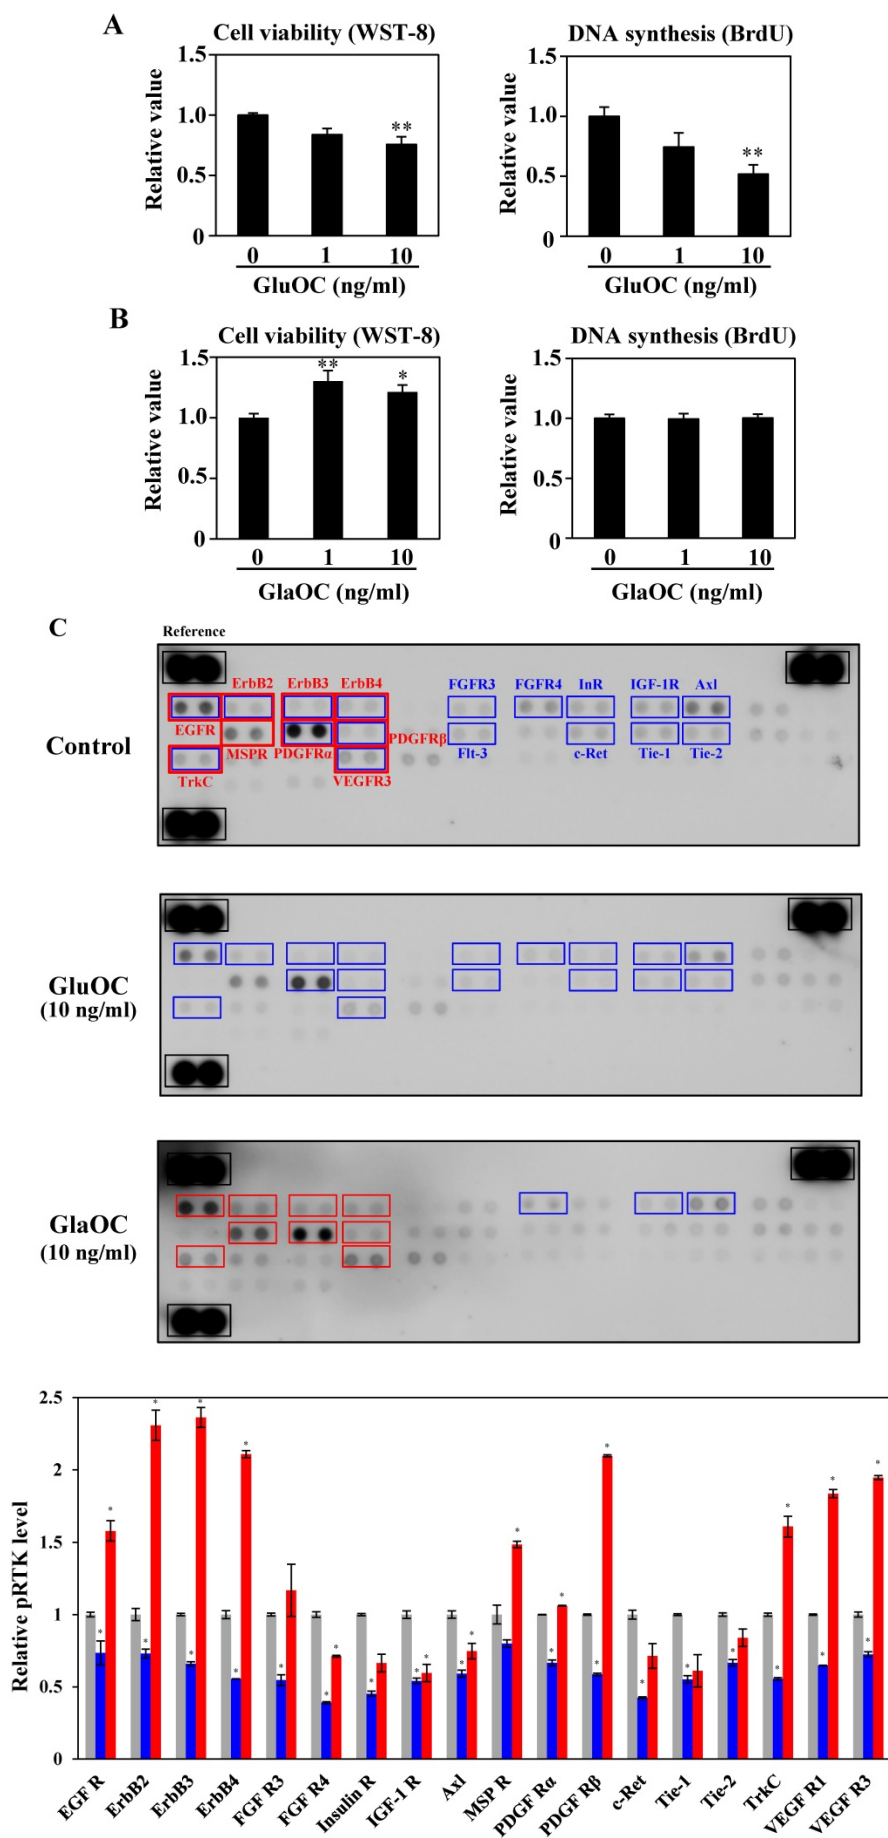 A
Cell viability (WST-8)
DNA synthesis (BrdU)
Relative value
1.5
1.0
0.5
0
**
0 1 10
GluOC (ng/ml)
Relative value
1.5
1.0
0.5
0
**
0 1 10
GluOC (ng/ml)
B
Cell viability (WST-8)
DNA synthesis (BrdU)
Relative value
1.5
1.0
0.5
0
** *
0 1 10
GlaOC (ng/ml)
Relative value
1.5
1.0
0.5
0
0 1 10
GlaOC (ng/ml)
C
Reference
ErbB2 ErbB3 ErbB4 FGFR3 FGFR4 InR IGF-1R Axl
Control
EGFR MSPR PDGFRα PDGFRβ Flt-3 c-Ret Tie-1 Tie-2
TrkC VEGFR3
GluOC
(10 ng/ml)
GlaOC
(10 ng/ml)
Relative pRTK level
2.5
2
1.5
1
0.5
0
* * * * * * * * * * * * * * * * * * * * * * * * * * * * * *
EGF R ErbB2 ErbB3 ErbB4 FGF R3 FGF R4 Insulin R IGF-1 R Axl MSP R PDGF Rα PDGF Rβ c-Ret Tie-1 Tie-2 TrkC VEGF R1 VEGF R3